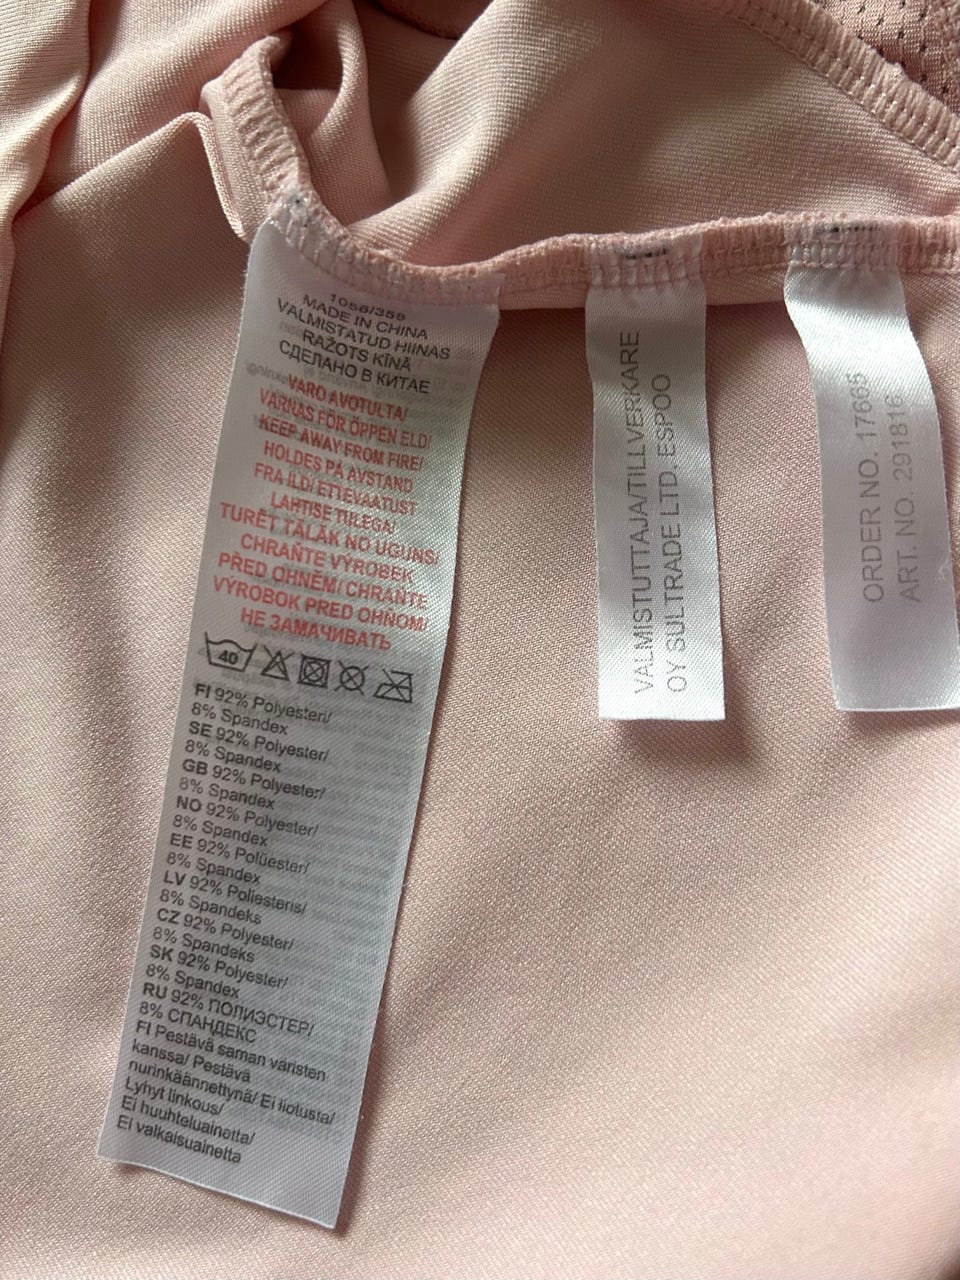 1056/356
MADE IN CHINA
VALMISTATUD HIINAS
RAŽOTS ĶĪNĀ
СДЕЛАНО В КИТАЕ
VARO AVOTULTA/
VARNAS FÖR ÖPPEN ELD/
KEEP AWAY FROM FIRE/
HOLDES PÅ AVSTAND
FRA ILD/ ETTEVAATUST
LAHTISE TULEGA/
TURĒT TĀLĀK NO UGUNS/
CHRAŇTE VÝROBEK
PŘED OHNĚM/ CHRAŇTE
VÝROBOK PRED OHŇOM/
НЕ ЗАМАЧИВАТЬ
40
FI 92% Polyesteri/
8% Spandex
SE 92% Polyester/
8% Spandex
GB 92% Polyester/
8% Spandex
NO 92% Polyester/
8% Spandex
EE 92% Polüester/
8% Spandex
LV 92% Poliesteris/
8% Spandeks
CZ 92% Polyester/
8% Spandeks
SK 92% Polyester/
8% Spandex
RU 92% ПОЛИЭСТЕР/
8% СПАНДЕКС
FI Pestävä samanväristen
kanssa/ Pestävä
nurinkäännettynä/ Ei liotusta/
Lyhyt linkous/
Ei huuhteluainetta/
Ei valkaisuainetta
VALMISTUTTAJA/TILLVERKARE
OY SULTRADE LTD, ESPOO
ORDER NO. 17665
ART. NO. 291816